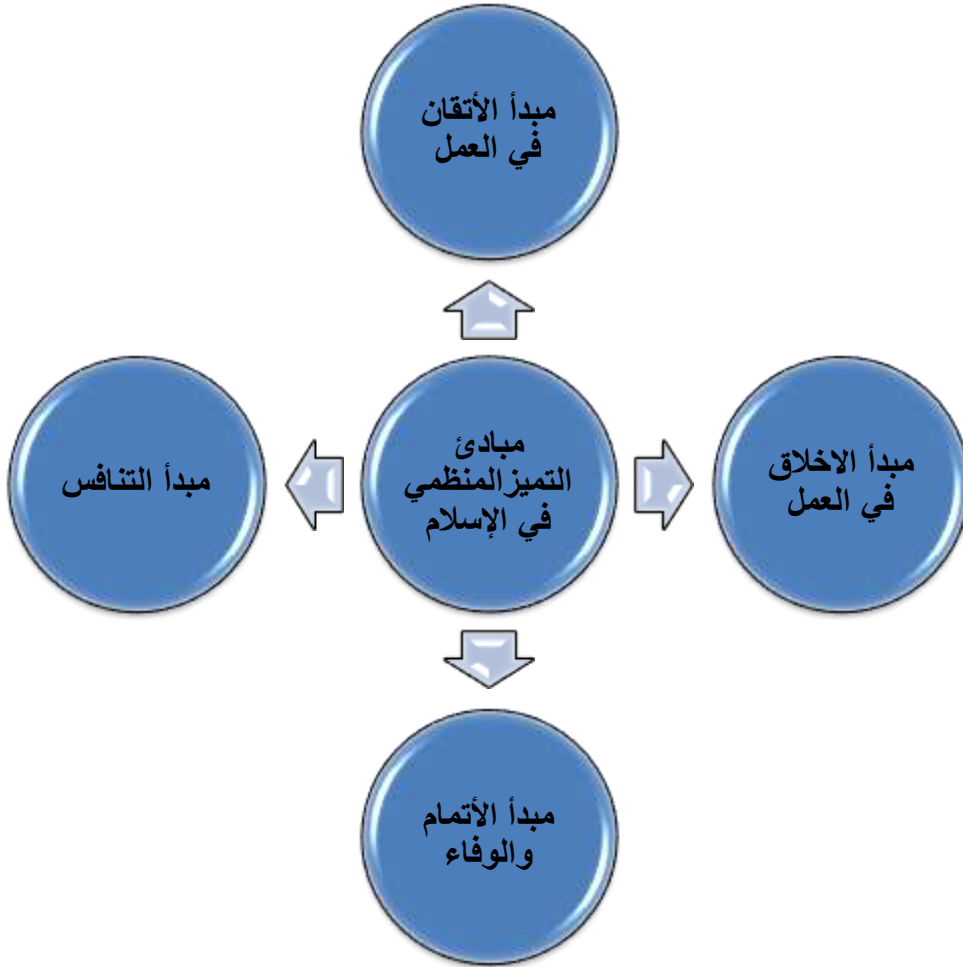 مبدأ الأتقان
في العمل
مبدأ الاخلاق
في العمل
مبادئ
التميزالمنظمي
في الإسلام
مبدأ التنافس
مبدأ الأتمام
والوفاء